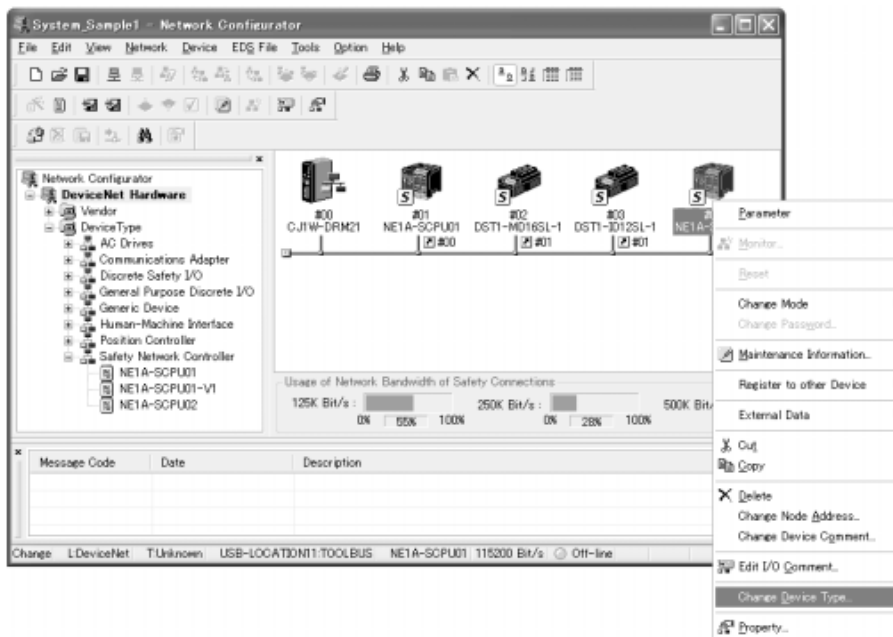 System_Sample1 - Network Configurator
File Edit View Network Device EDS File Tools Option Help
Network Configurator
DeviceNet Hardware
Vendor
DeviceType
AC Drives
Communications Adapter
Discrete Safety I/O
General Purpose Discrete I/O
Generic Device
Human-Machine Interface
Position Controller
Safety Network Controller
NE1A-SCPU01
NE1A-SCPU01-V1
NE1A-SCPU02
#00 #01 #02 #03
CJ1W-DRM21 NE1A-SCPU01 DST1-MD16SL-1 DST1-ID12SL-1 NE1A-S
#00 #01 #01
Usage of Network Bandwidth of Safety Connections
125K Bit/s : 250K Bit/s : 500K Bit/
0% 55% 100% 0% 28% 100%
Message Code Date Description
Change L:DeviceNet T:Unknown USB-LOCATION11:TOOLBUS NE1A-SCPU01 115200 Bit/s Off-line
Parameter
Monitor...
Reset
Change Mode
Change Password...
Maintenance Information...
Register to other Device
External Data
Cut
Copy
Delete
Change Node Address...
Change Device Comment...
Edit I/O Comment...
Change Device Type...
Property...